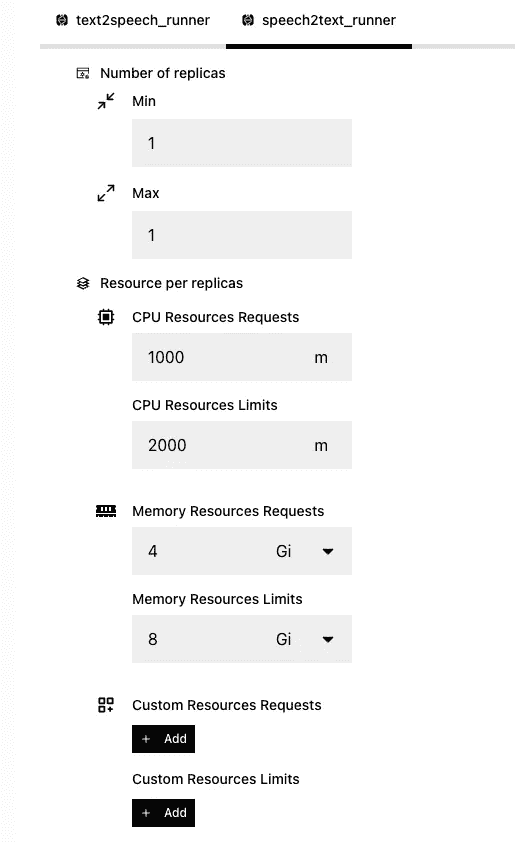 text2speech_runner speech2text_runner
Number of replicas
Min
1
Max
1
Resource per replicas
CPU Resources Requests
1000 m
CPU Resources Limits
2000 m
Memory Resources Requests
4 Gi
Memory Resources Limits
8 Gi
Custom Resources Requests
+ Add
Custom Resources Limits
+ Add